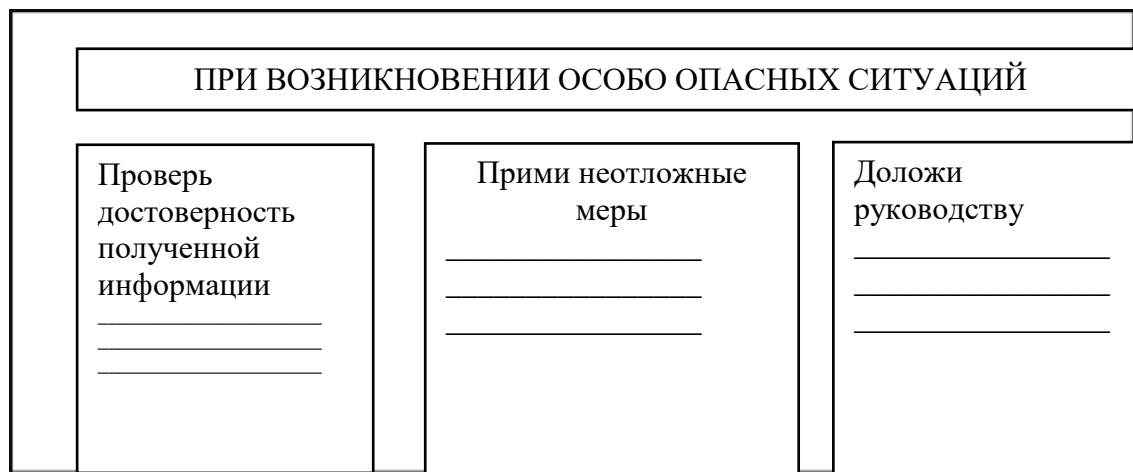 ПРИ ВОЗНИКНОВЕНИИ ОСОБО ОПАСНЫХ СИТУАЦИЙ
Проверь
достоверность
полученной
информации
Прими неотложные
меры
Доложи
руководству